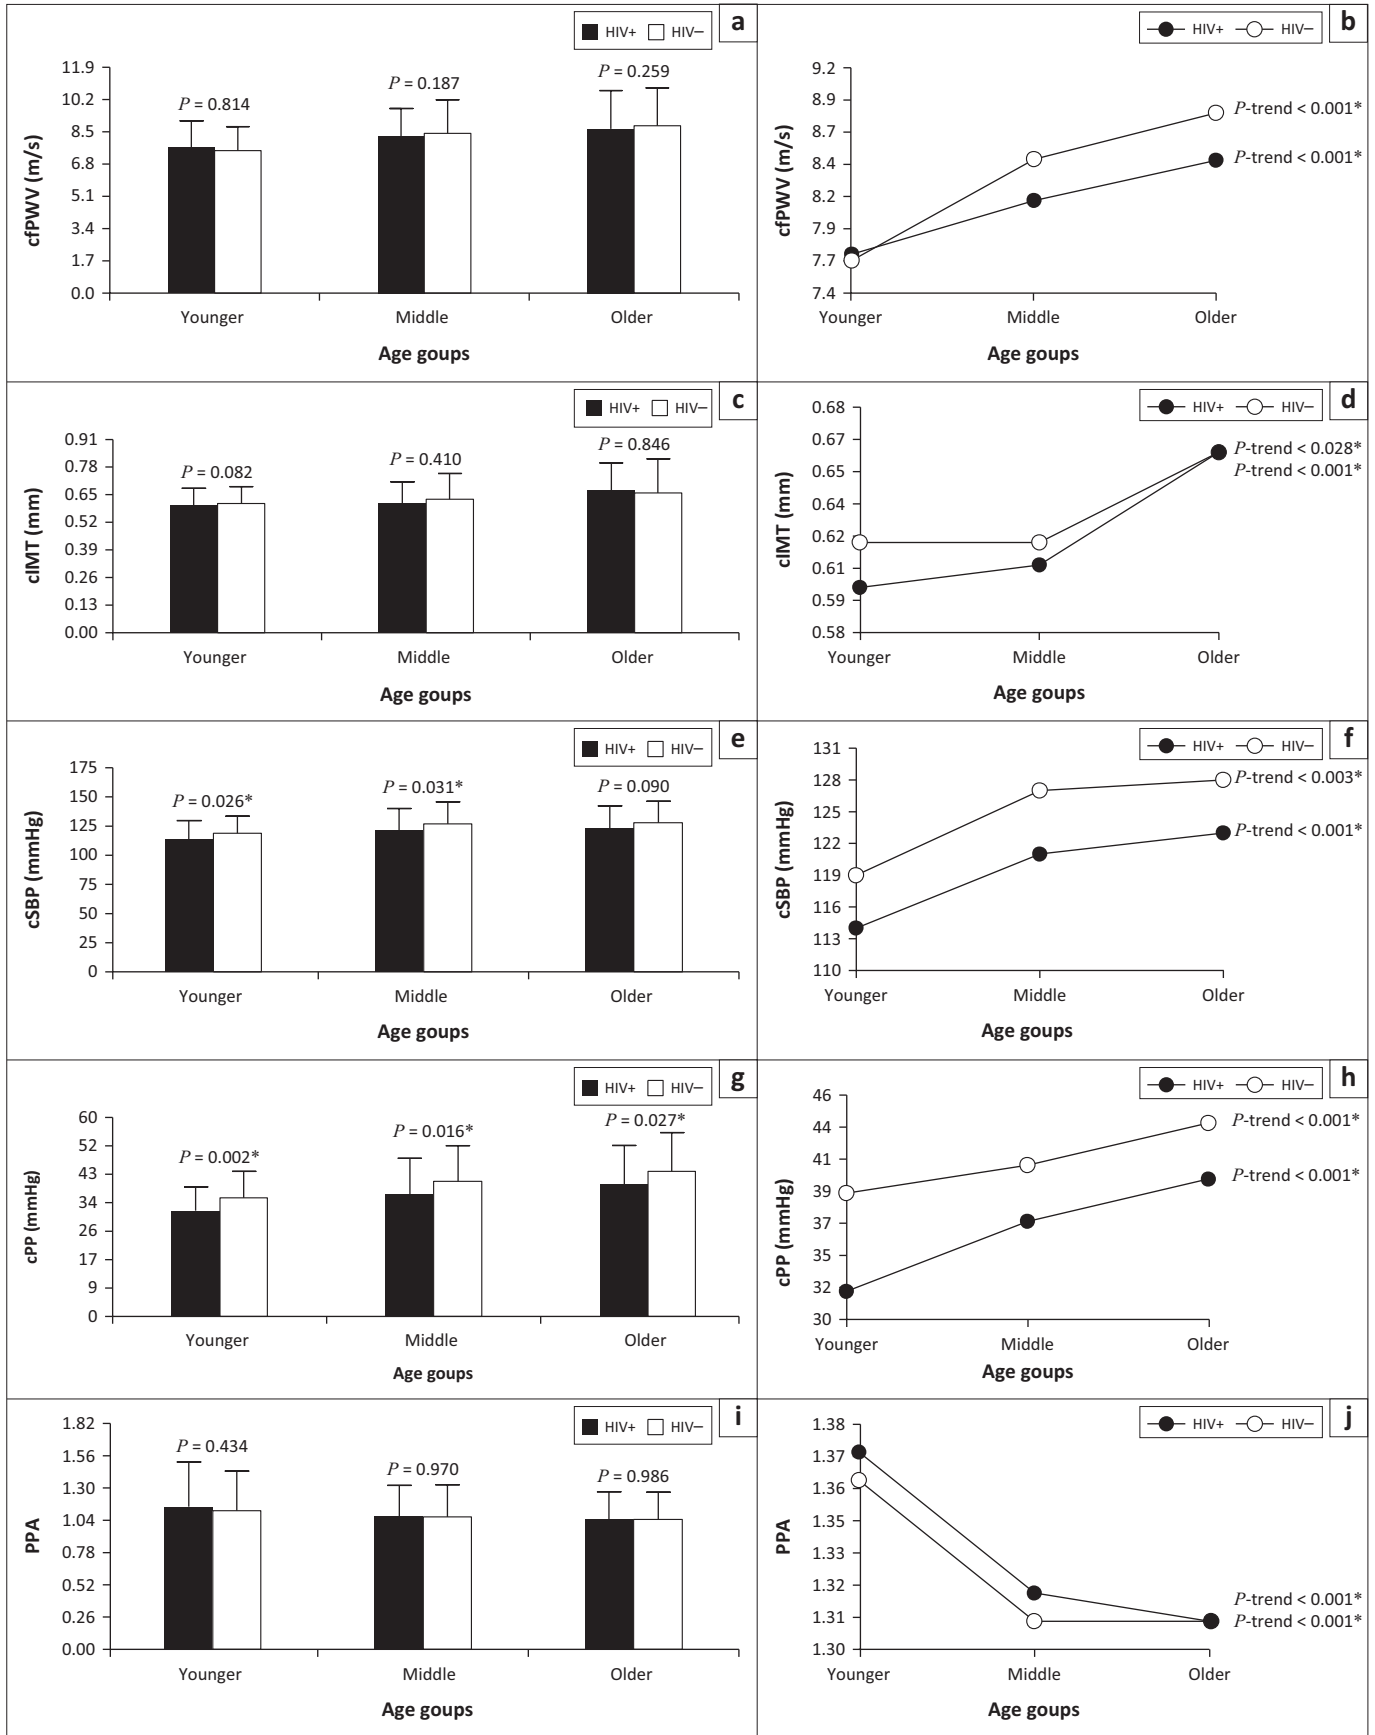 HIV+ HIV– a
cfPWV (m/s)
11.9
10.2
8.5
6.8
5.1
3.4
1.7
0.0
P = 0.814
P = 0.187
P = 0.259
Younger Middle Older
Age goups
HIV+ HIV– b
cfPWV (m/s)
9.2
8.9
8.7
8.4
8.2
7.9
7.7
7.4
P-trend < 0.001*
P-trend < 0.001*
Younger Middle Older
Age goups
HIV+ HIV– c
cIMT (mm)
0.91
0.78
0.65
0.52
0.39
0.26
0.13
0.00
P = 0.082
P = 0.410
P = 0.846
Younger Middle Older
Age goups
HIV+ HIV– d
cIMT (mm)
0.68
0.67
0.65
0.64
0.62
0.61
0.59
0.58
P-trend < 0.028*
P-trend < 0.001*
Younger Middle Older
Age goups
HIV+ HIV– e
cSBP (mmHg)
175
150
125
100
75
50
25
0
P = 0.026*
P = 0.031*
P = 0.090
Younger Middle Older
Age goups
HIV+ HIV– f
cSBP (mmHg)
131
128
125
122
119
116
113
110
P-trend < 0.003*
P-trend < 0.001*
Younger Middle Older
Age goups
HIV+ HIV– g
cPP (mmHg)
60
52
43
34
26
17
9
0
P = 0.002*
P = 0.016*
P = 0.027*
Younger Middle Older
Age goups
HIV+ HIV– h
cPP (mmHg)
46
44
41
39
37
35
32
30
P-trend < 0.001*
P-trend < 0.001*
Younger Middle Older
Age goups
HIV+ HIV– i
PPA
1.82
1.56
1.30
1.04
0.78
0.52
0.26
0.00
P = 0.434
P = 0.970
P = 0.986
Younger Middle Older
Age goups
HIV+ HIV– j
PPA
1.38
1.37
1.36
1.35
1.33
1.32
1.31
1.30
P-trend < 0.001*
P-trend < 0.001*
Younger Middle Older
Age goups